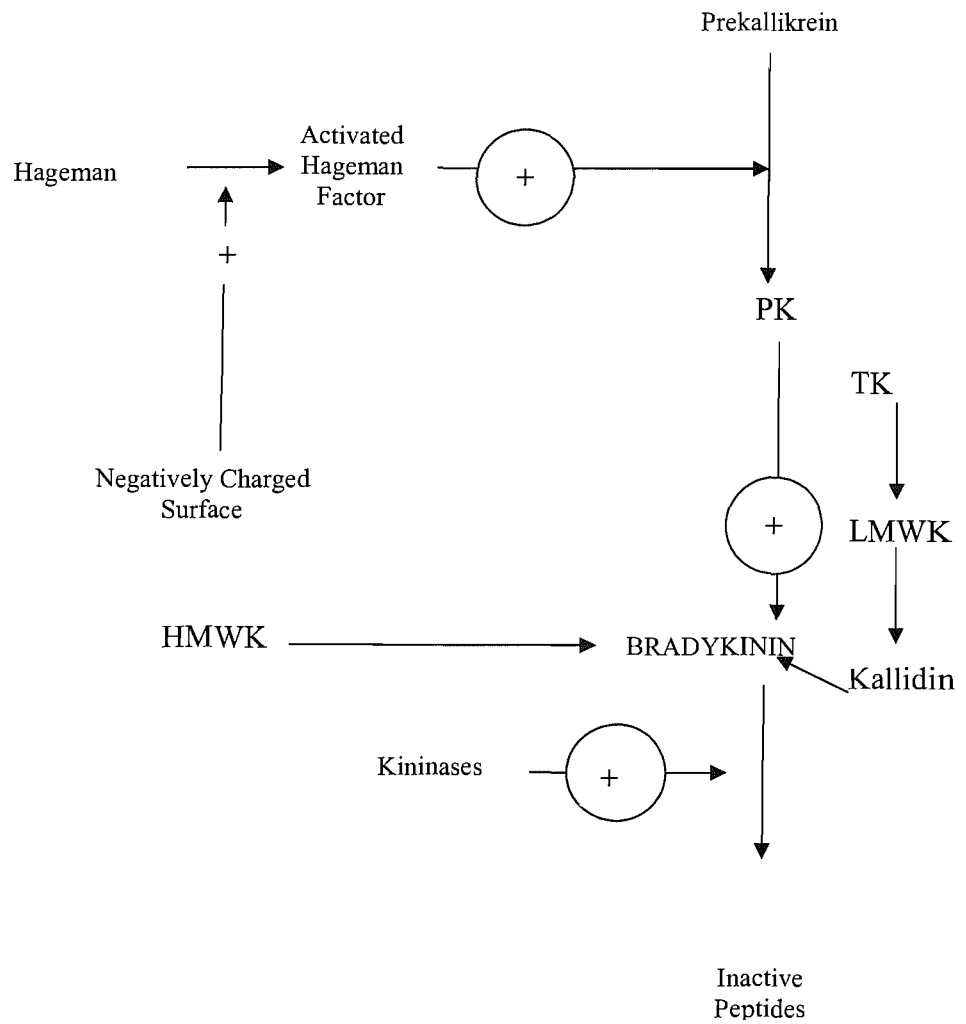 Prekallikrein
Hageman
Activated
Hageman
Factor
+
+
PK
TK
Negatively Charged
Surface
+
LMWK
HMWK
BRADYKININ
Kallidin
Kininases
+
Inactive
Peptides